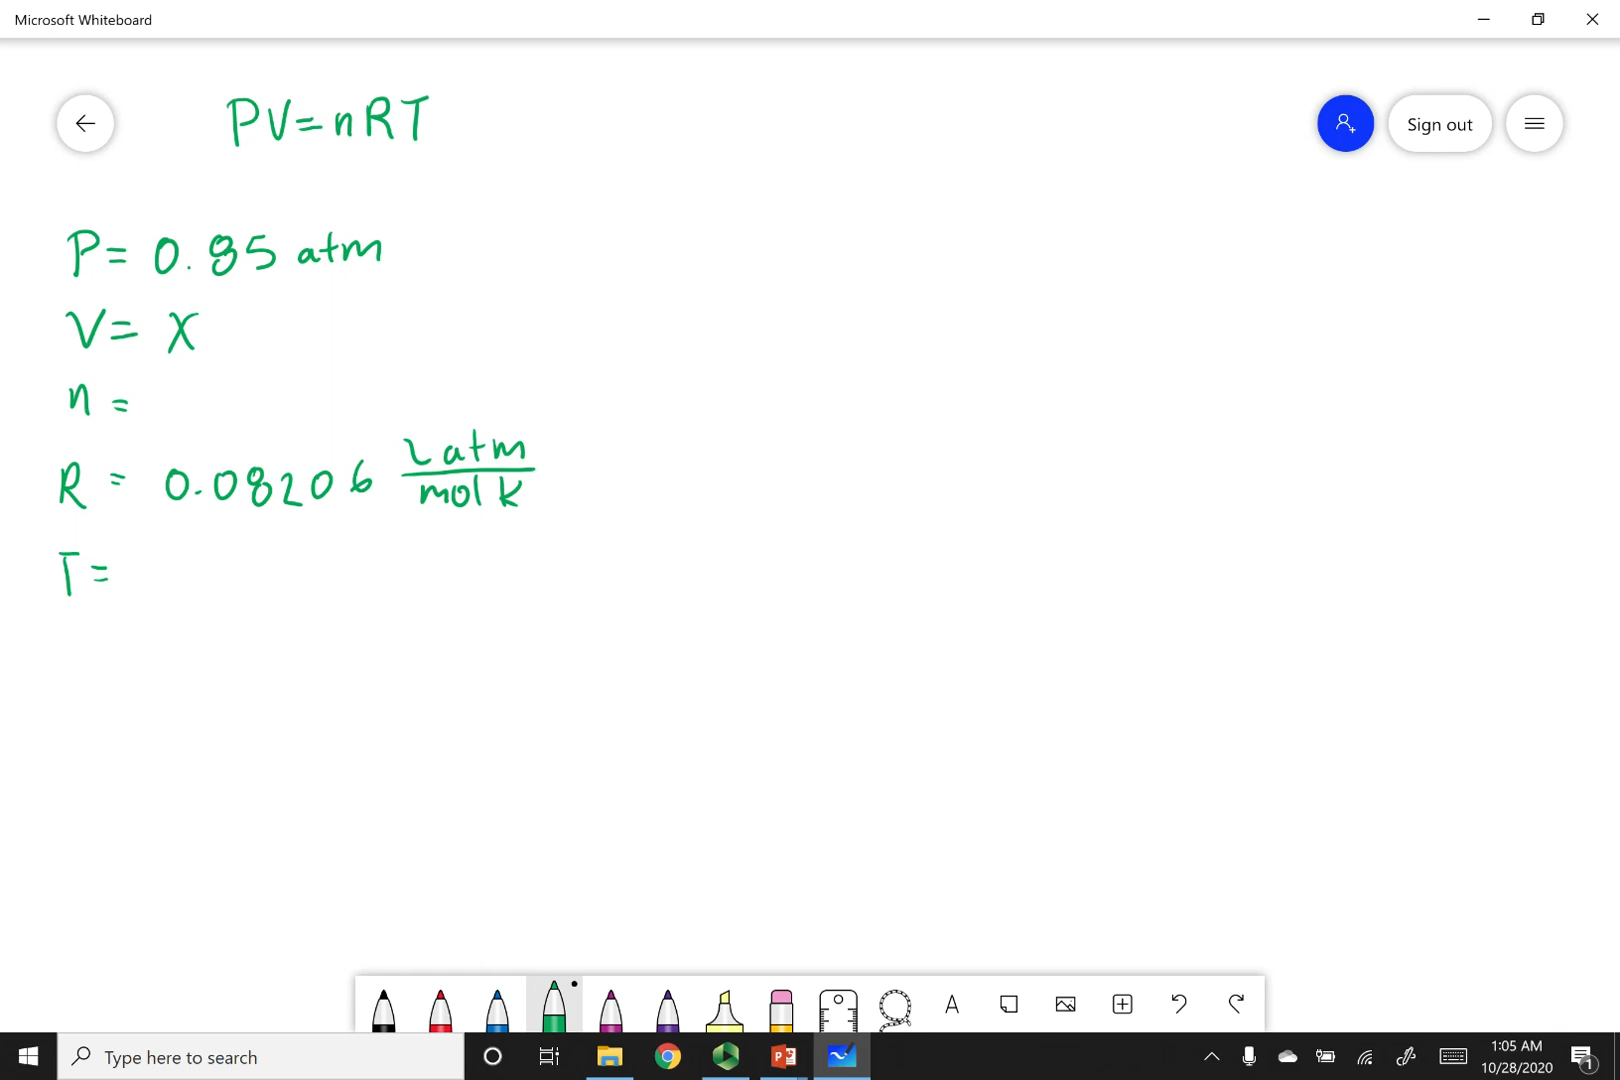 Microsoft Whiteboard
PV=nRT
Sign out
P= 0.85 atm
V= X
n =
R = 0.08206 L atm
mol K
T=
A
Type here to search
1:05 AM
10/28/2020
1